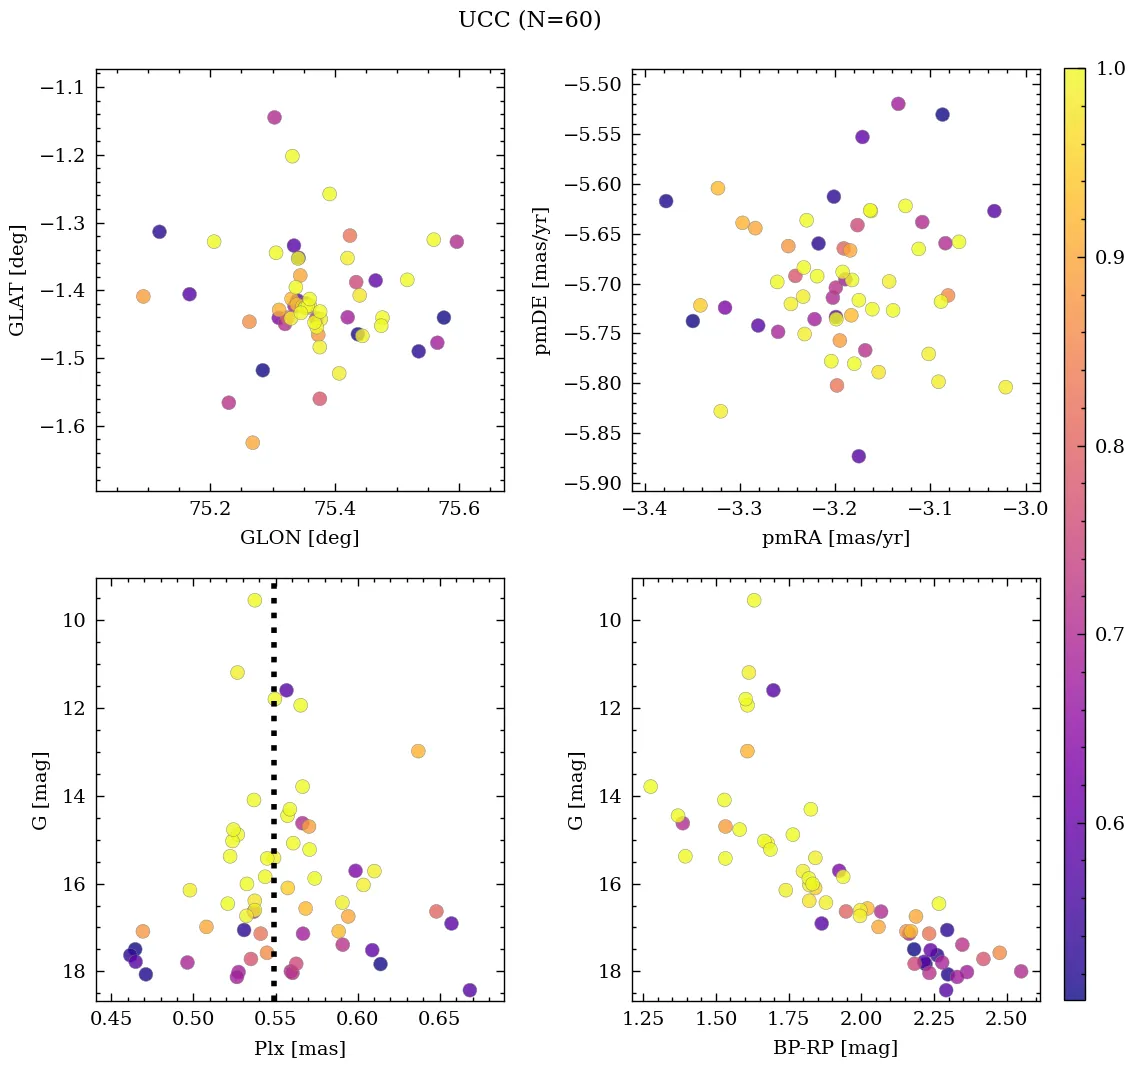 UCC (N=60)
−1.1
−1.2
−1.3
−1.4
−1.5
−1.6
GLAT [deg]
75.2 75.4 75.6
GLON [deg]
−5.50
−5.55
−5.60
−5.65
−5.70
−5.75
−5.80
−5.85
−5.90
pmDE [mas/yr]
−3.4 −3.3 −3.2 −3.1 −3.0
pmRA [mas/yr]
10
12
14
16
18
G [mag]
0.45 0.50 0.55 0.60 0.65
Plx [mas]
10
12
14
16
18
G [mag]
1.25 1.50 1.75 2.00 2.25 2.50
BP-RP [mag]
1.0
0.9
0.8
0.7
0.6